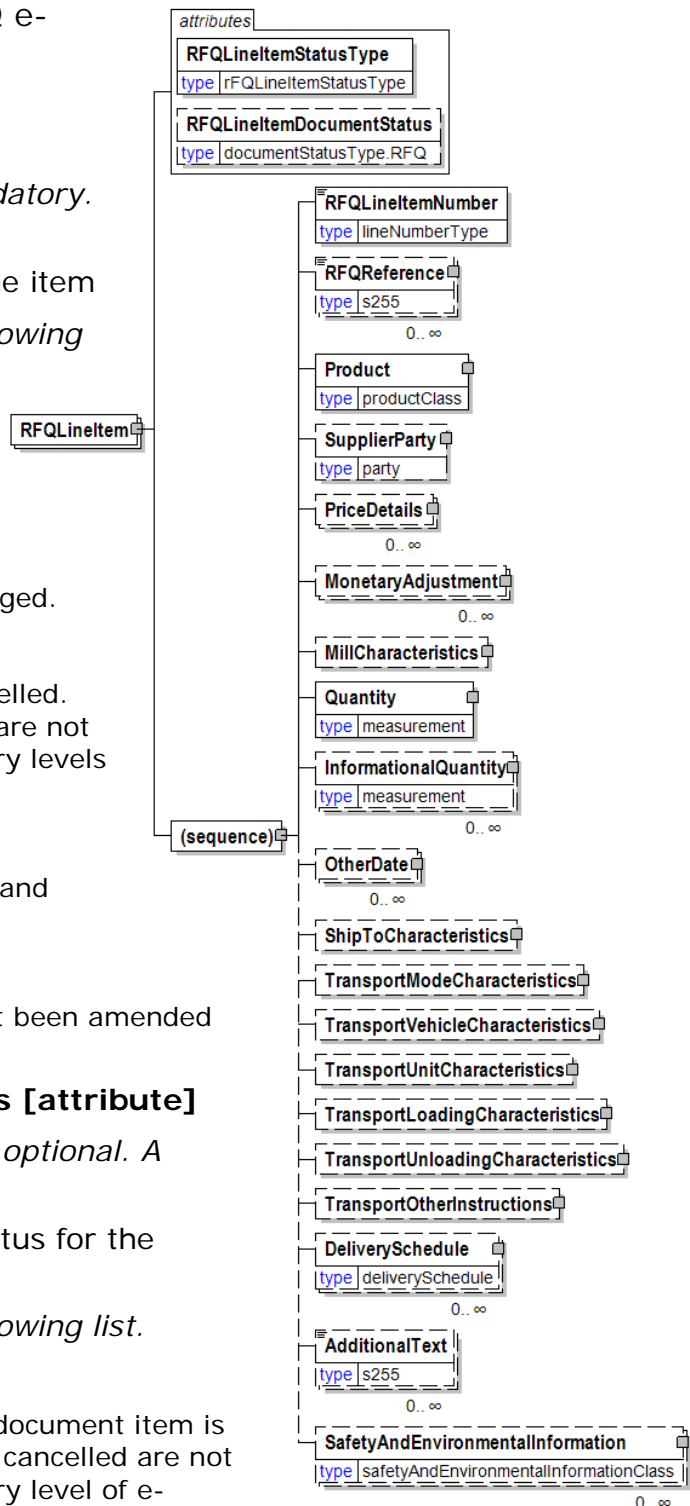 Q e-
datory.
e item
owing
ged.
elled.
are not
ry levels
and
t been amended
s [attribute]
optional. A
tus for the
owing list.
document item is
cancelled are not
ry level of e-
attributes
RFQLineItemStatusType
type rFQLineItemStatusType
RFQLineItemDocumentStatus
type documentStatusType.RFQ
RFQLineItem
(sequence)
RFQLineItemNumber
type lineNumberType
RFQReference
type s255
0.. ∞
Product
type productClass
SupplierParty
type party
PriceDetails
0.. ∞
MonetaryAdjustment
0.. ∞
MillCharacteristics
Quantity
type measurement
InformationalQuantity
type measurement
0.. ∞
OtherDate
0.. ∞
ShipToCharacteristics
TransportModeCharacteristics
TransportVehicleCharacteristics
TransportUnitCharacteristics
TransportLoadingCharacteristics
TransportUnloadingCharacteristics
TransportOtherInstructions
DeliverySchedule
type deliverySchedule
0.. ∞
AdditionalText
type s255
0.. ∞
SafetyAndEnvironmentalInformation
type safetyAndEnvironmentalInformationClass
0.. ∞